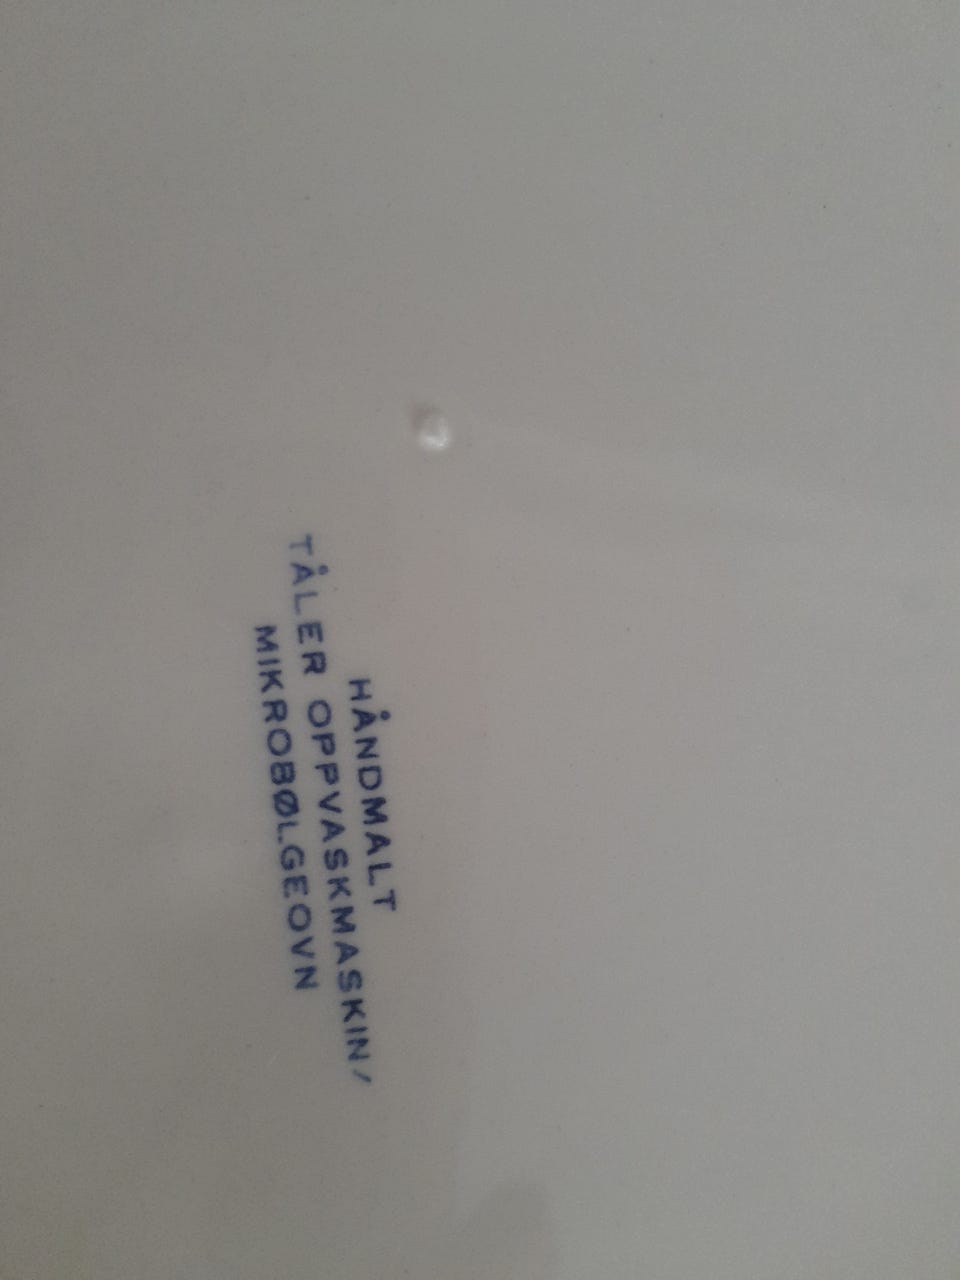 HÅNDMALT
TÅLER OPPVASKMASKIN/
MIKROBØLGEOVN